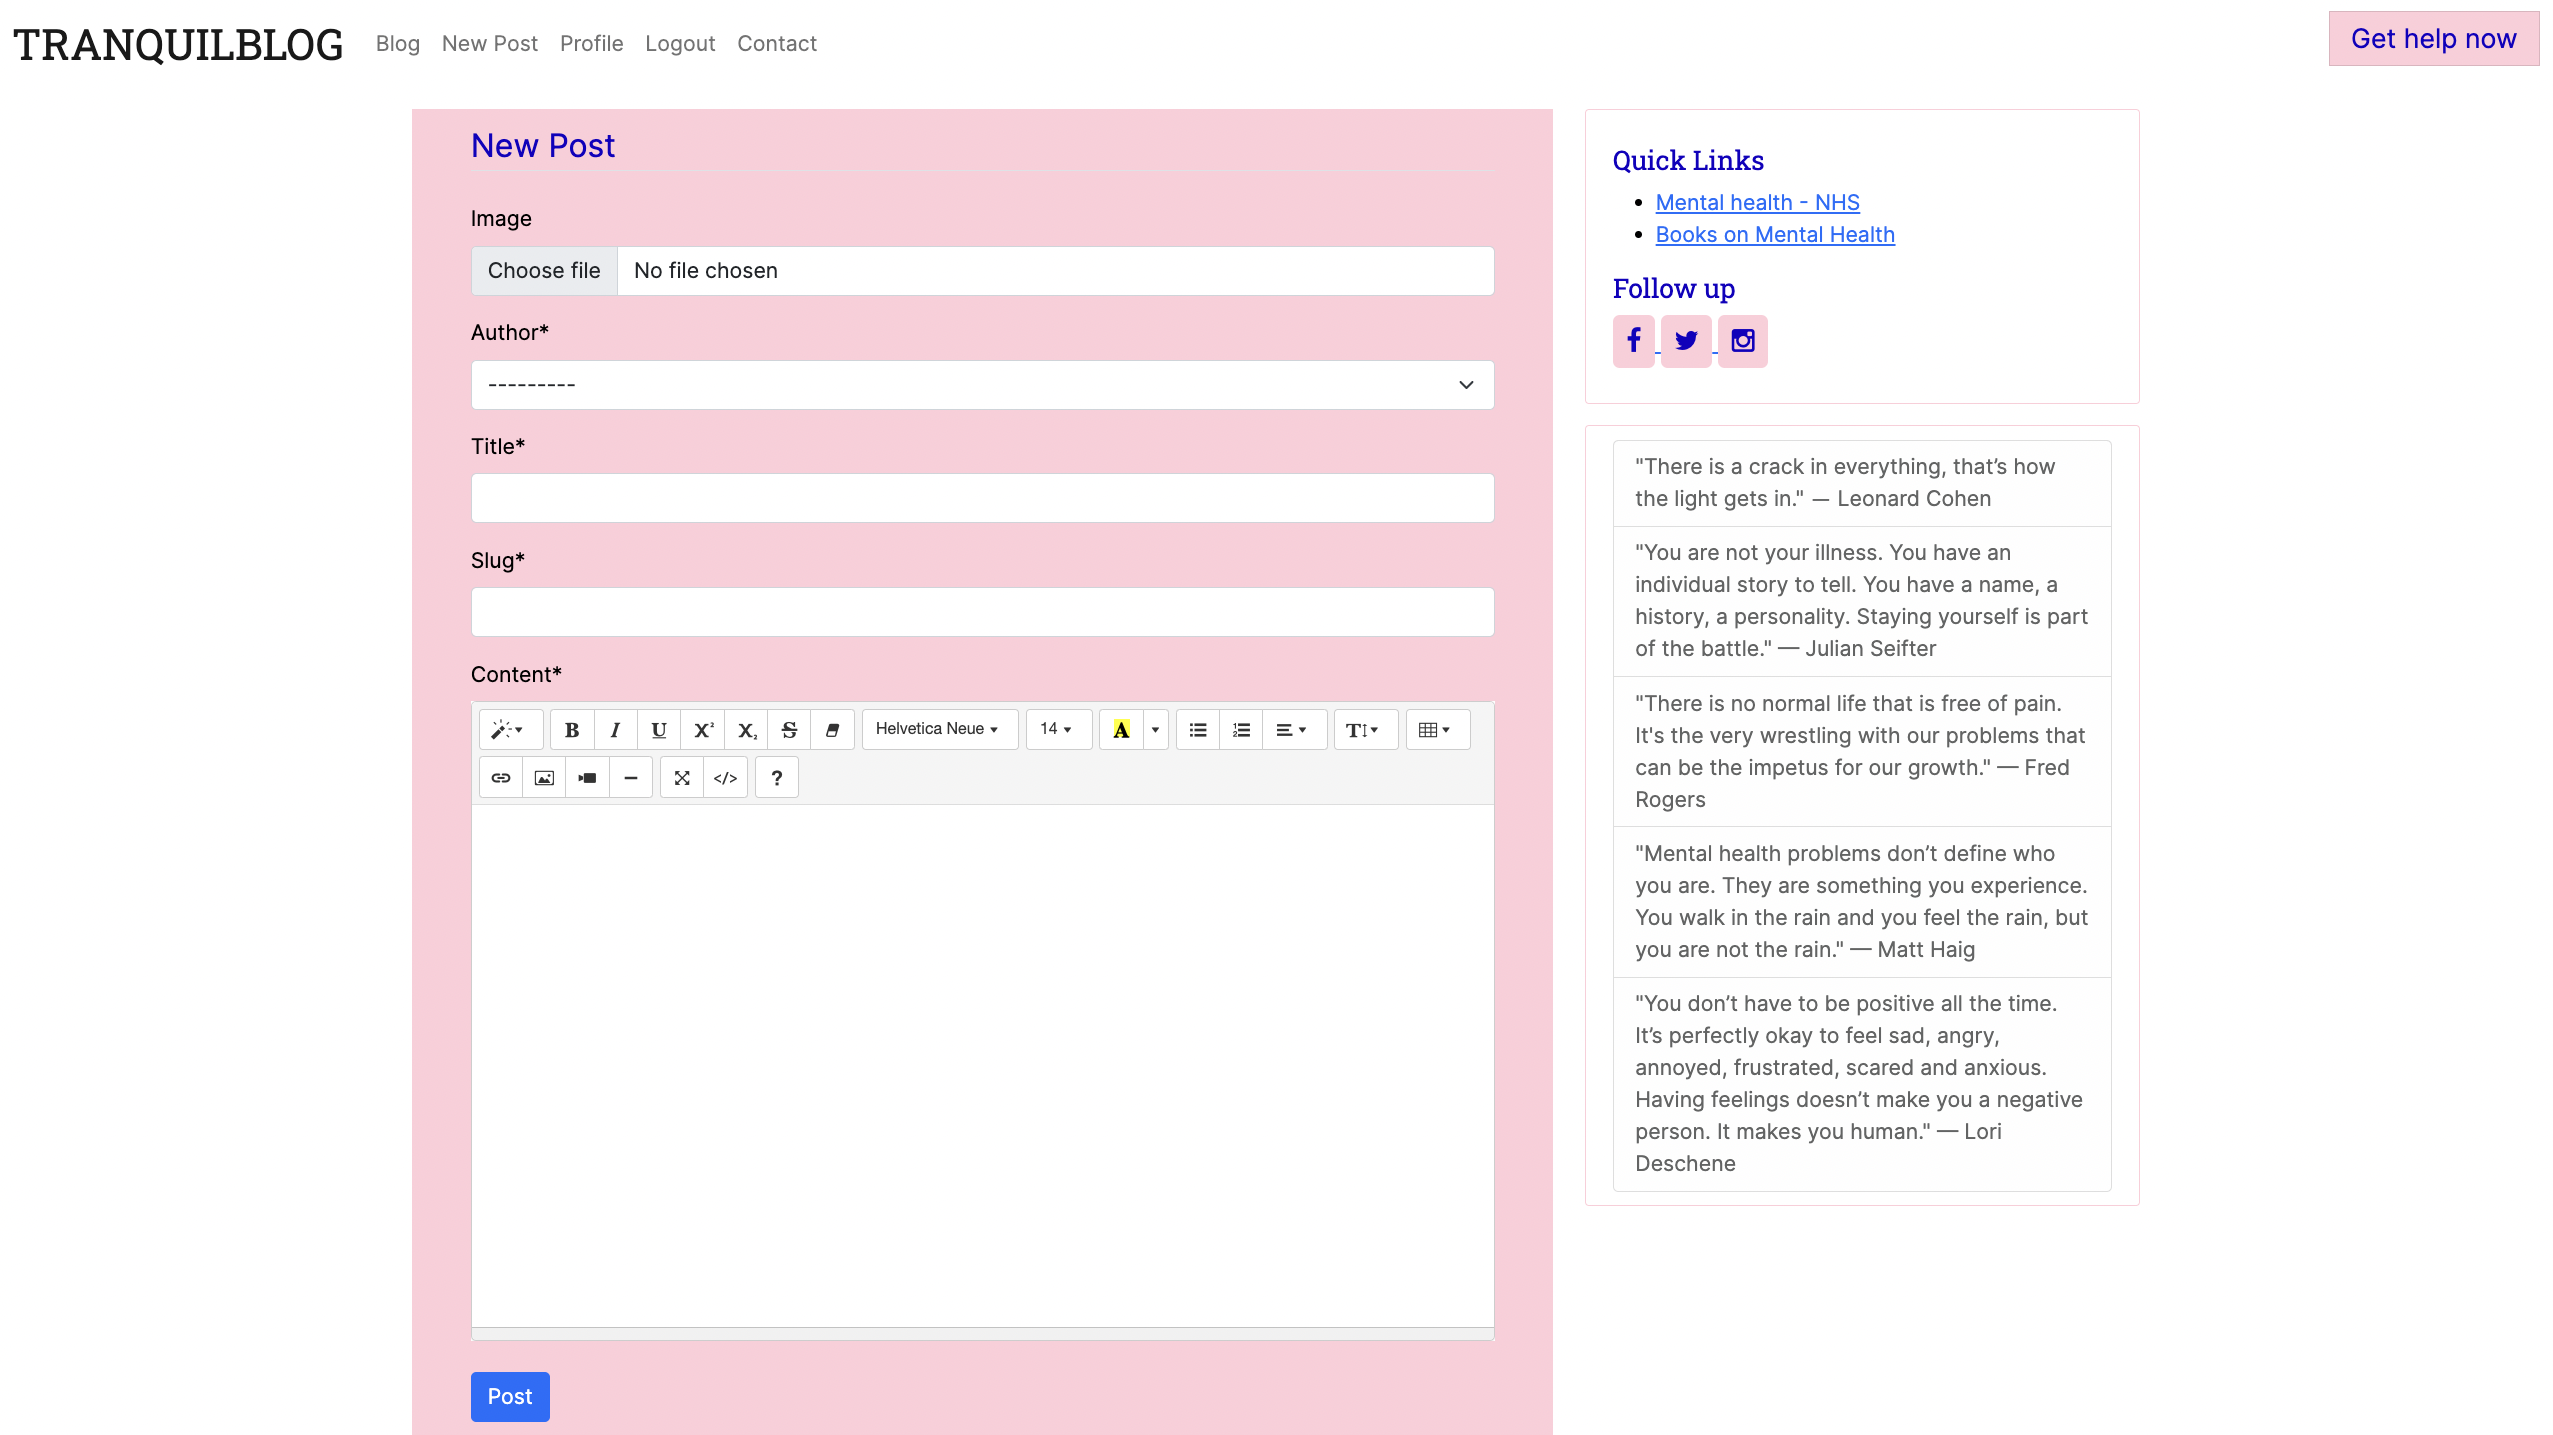 TRANQUILBLOG
Blog New Post Profile Logout Contact
Get help now
New Post
Image
Choose file No file chosen
Author*
---------
Title*
Slug*
Content*
B I U X² X₂ S Helvetica Neue 14 A T
</> ?
Post
Quick Links
Mental health - NHS
Books on Mental Health
Follow up
"There is a crack in everything, that’s how
the light gets in." — Leonard Cohen
"You are not your illness. You have an
individual story to tell. You have a name, a
history, a personality. Staying yourself is part
of the battle." — Julian Seifter
"There is no normal life that is free of pain.
It's the very wrestling with our problems that
can be the impetus for our growth." — Fred
Rogers
"Mental health problems don’t define who
you are. They are something you experience.
You walk in the rain and you feel the rain, but
you are not the rain." — Matt Haig
"You don’t have to be positive all the time.
It’s perfectly okay to feel sad, angry,
annoyed, frustrated, scared and anxious.
Having feelings doesn’t make you a negative
person. It makes you human." — Lori
Deschene